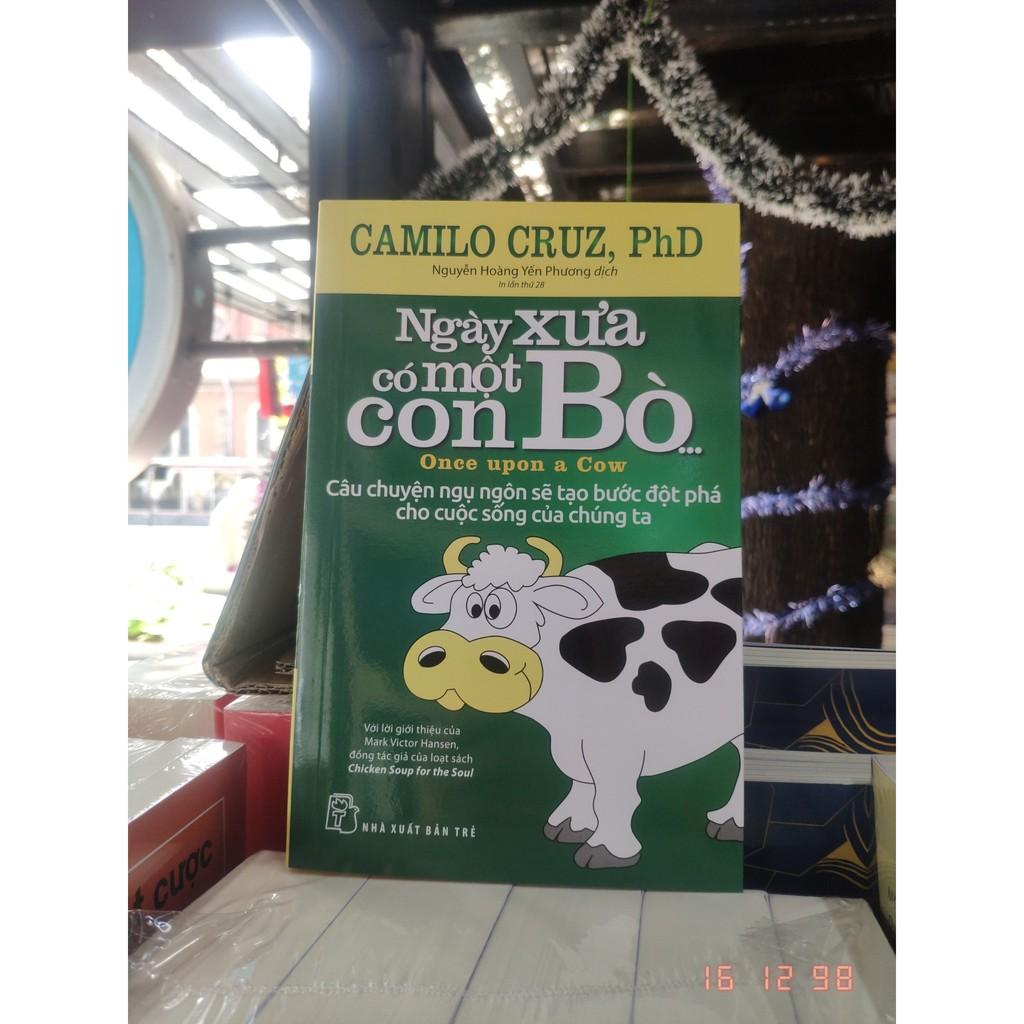 CAMILO CRUZ, PhD
Nguyễn Hoàng Yến Phương dịch
In lần thứ 28
Ngày xưa
có một
con Bò...
Once upon a Cow
Câu chuyện ngụ ngôn sẽ tạo bước đột phá
cho cuộc sống của chúng ta
Với lời giới thiệu của
Mark Victor Hansen,
đồng tác giả của loạt sách
Chicken Soup for the Soul
T
NHÀ XUẤT BẢN TRẺ
cược
16 12 98